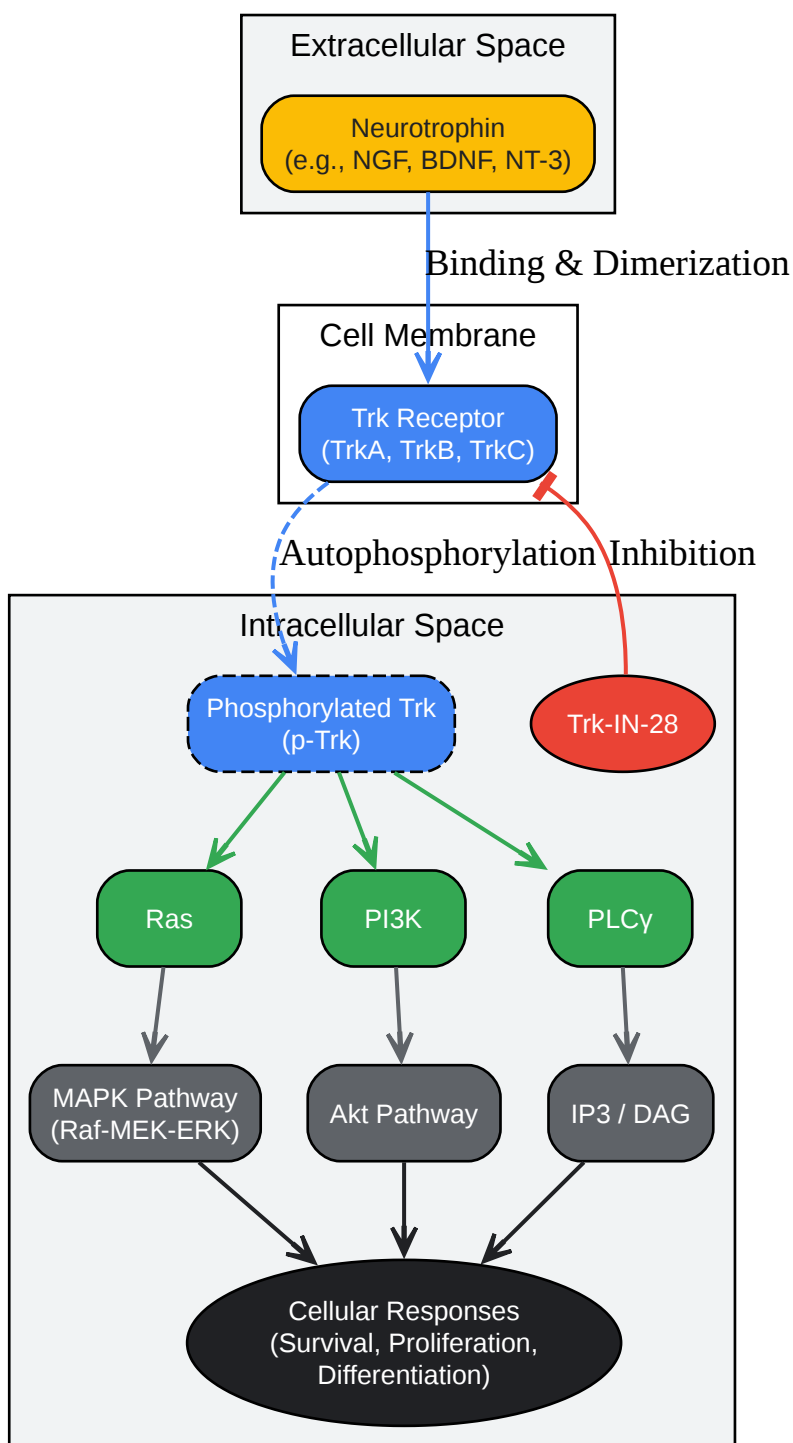 Extracellular Space
Neurotrophin
(e.g., NGF, BDNF, NT-3)
Binding & Dimerization
Cell Membrane
Trk Receptor
(TrkA, TrkB, TrkC)
Autophosphorylation
Inhibition
Intracellular Space
Phosphorylated Trk
(p-Trk)
Trk-IN-28
Ras
PI3K
PLCγ
MAPK Pathway
(Raf-MEK-ERK)
Akt Pathway
IP3 / DAG
Cellular Responses
(Survival, Proliferation,
Differentiation)